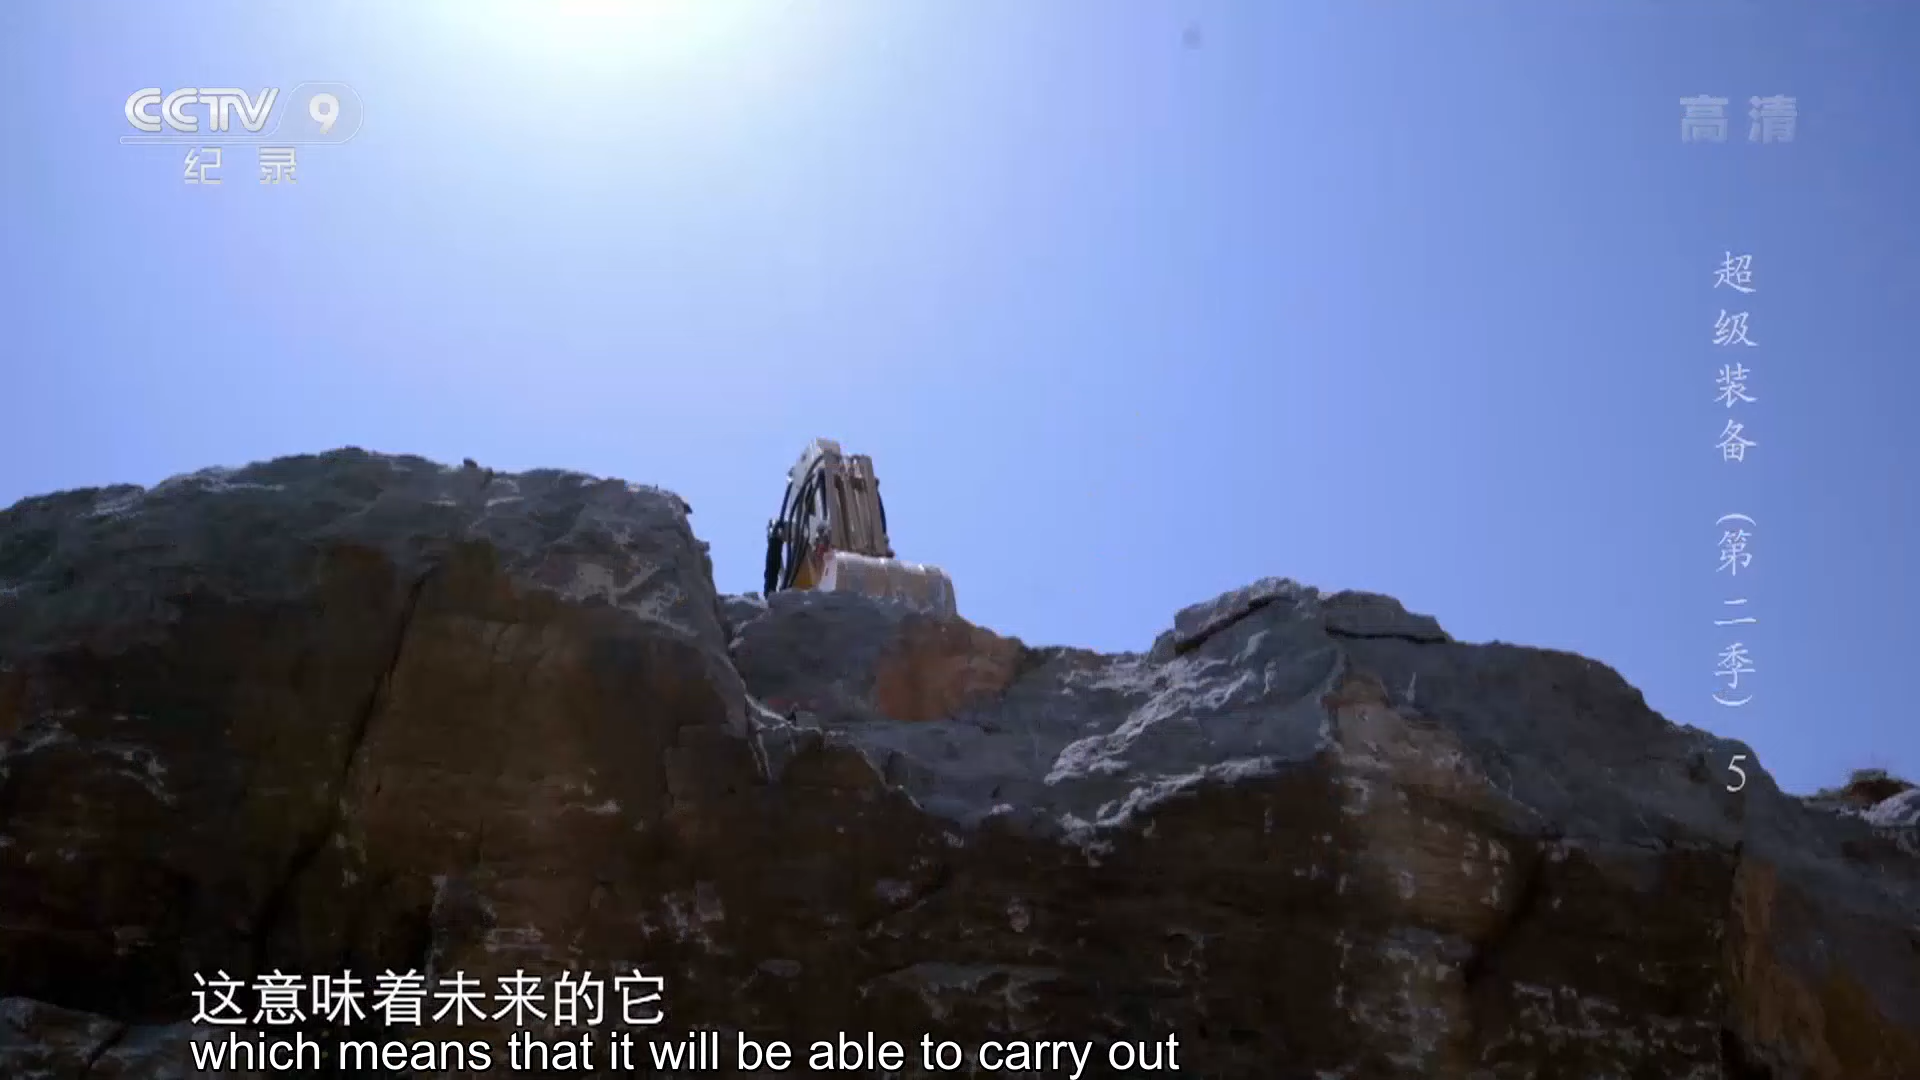 CCTV 9
纪 录
高 清
超级装备（第二季）5
这意味着未来的它
which means that it will be able to carry out